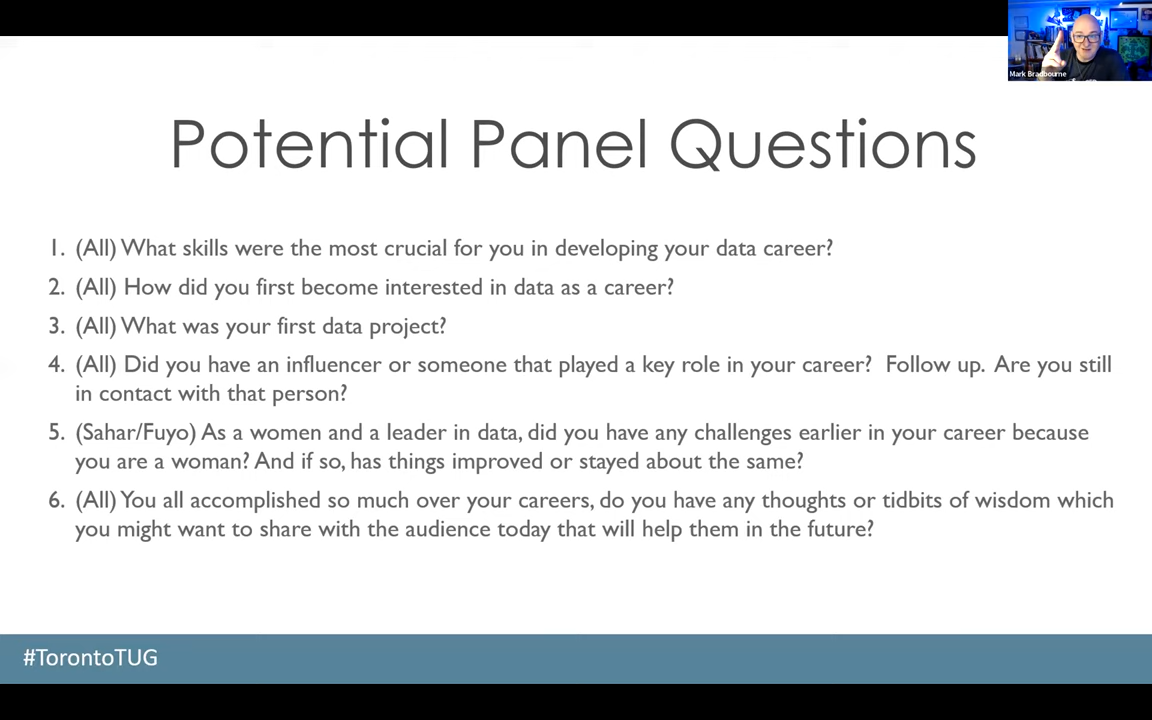 Mark Bradbourne
Potential Panel Questions
1. (All) What skills were the most crucial for you in developing your data career?
2. (All) How did you first become interested in data as a career?
3. (All) What was your first data project?
4. (All) Did you have an influencer or someone that played a key role in your career?  Follow up.  Are you still
in contact with that person?
5. (Sahar/Fuyo) As a women and a leader in data, did you have any challenges earlier in your career because
you are a woman? And if so, has things improved or stayed about the same?
6. (All) You all accomplished so much over your careers, do you have any thoughts or tidbits of wisdom which
you might want to share with the audience today that will help them in the future?
#TorontoTUG